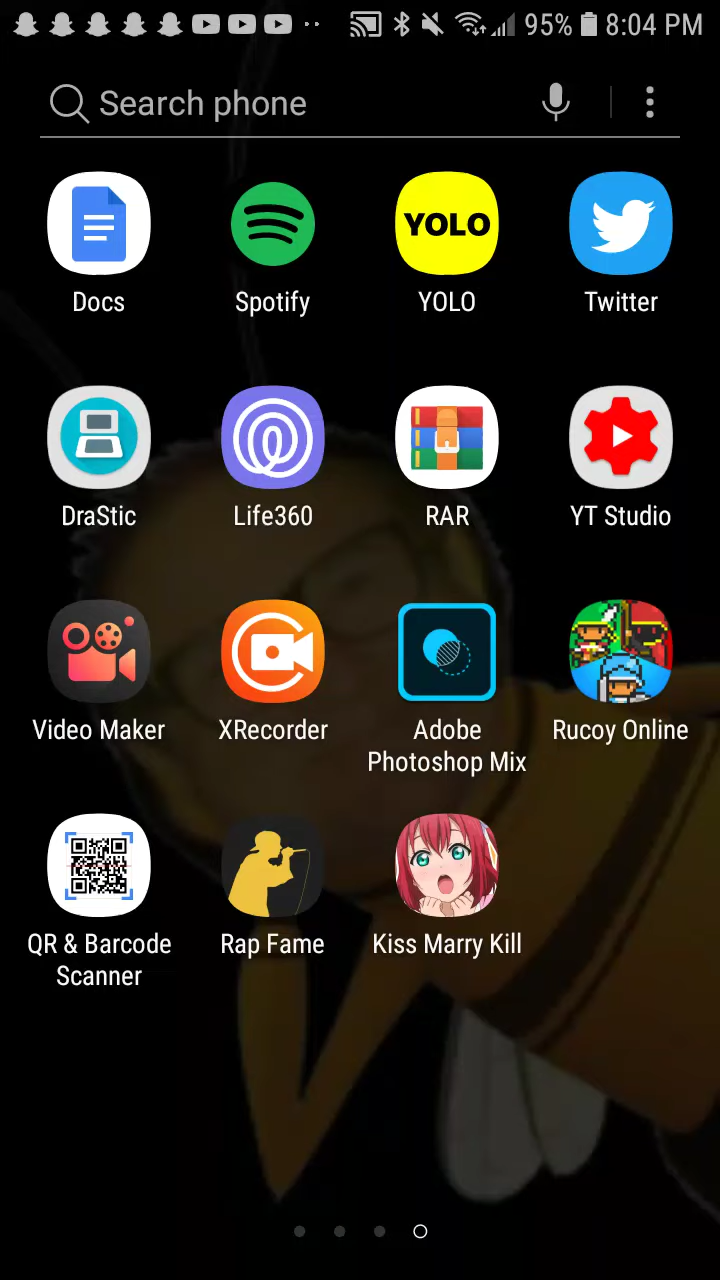 95% 8:04 PM
Search phone
YOLO
Docs Spotify YOLO Twitter
DraStic Life360 RAR YT Studio
Video Maker XRecorder Adobe Rucoy Online
Photoshop Mix
QR & Barcode Rap Fame Kiss Marry Kill
Scanner